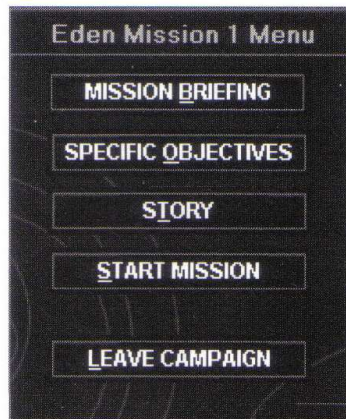 Eden Mission 1 Menu
MISSION BRIEFING
SPECIFIC OBJECTIVES
STORY
START MISSION
LEAVE CAMPAIGN